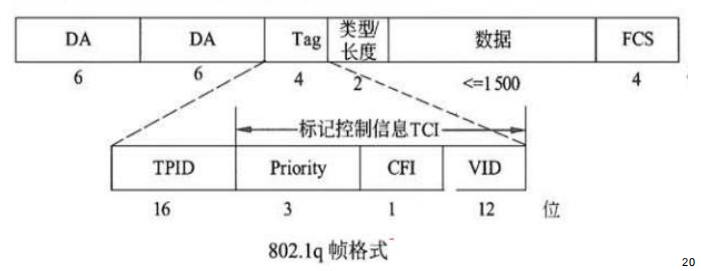 DA DA Tag 类型/长度 数据 FCS
6 6 4 2 <=1500 4
标记控制信息TCI
TPID Priority CFI VID
16 3 1 12 位
802.1q 帧格式
20